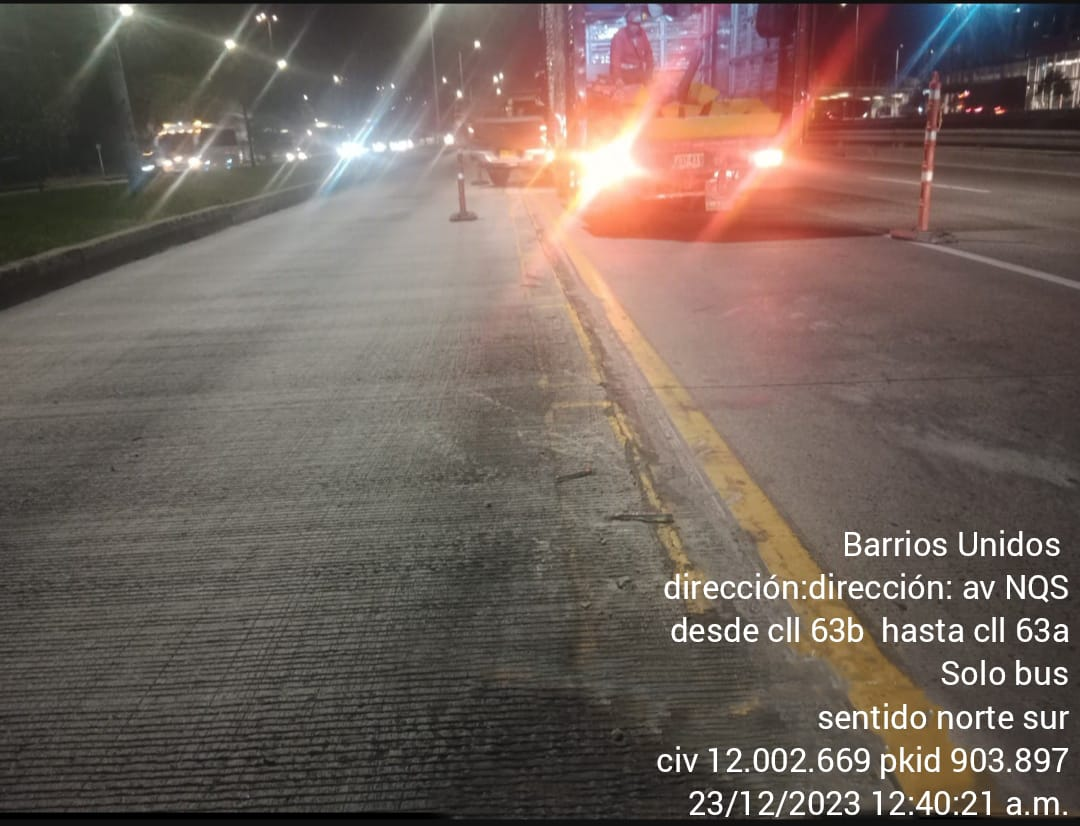 Barrios Unidos
dirección:dirección: av NQS
desde cll 63b hasta cll 63a
Solo bus
sentido norte sur
civ 12.002.669 pkid 903.897
23/12/2023 12:40:21 a.m.